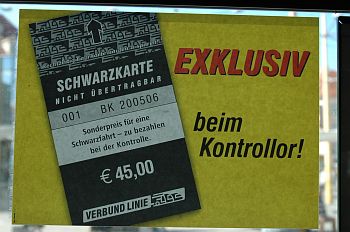 SCHWARZKARTE
NICHT ÜBERTRAGBAR
001 BK 200506
Sonderpreis für eine
Schwarzfahrt – zu bezahlen
bei der Kontrolle.
€ 45,00
VERBUND LINIE
EXKLUSIV
beim
Kontrollor!